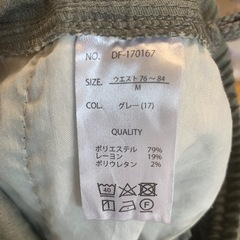 NO. DF-170167
SIZE. ウエスト76～84
M
COL. グレー(17)
QUALITY
ポリエステル 79%
レーヨン 19%
ポリウレタン 2%
40
F